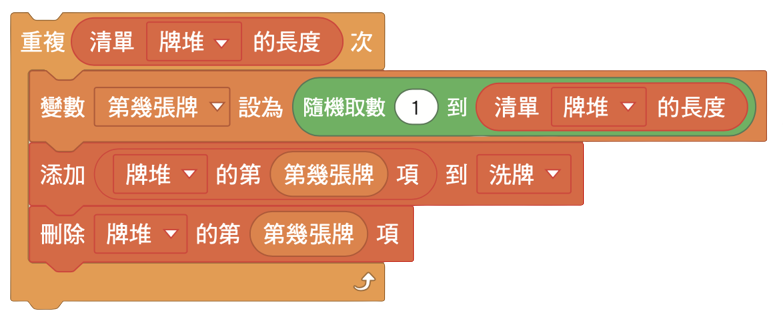 重複 清單 牌堆 的長度 次
變數 第幾張牌 設為 隨機取數 1 到 清單 牌堆 的長度
添加 牌堆 的第 第幾張牌 項 到 洗牌
刪除 牌堆 的第 第幾張牌 項